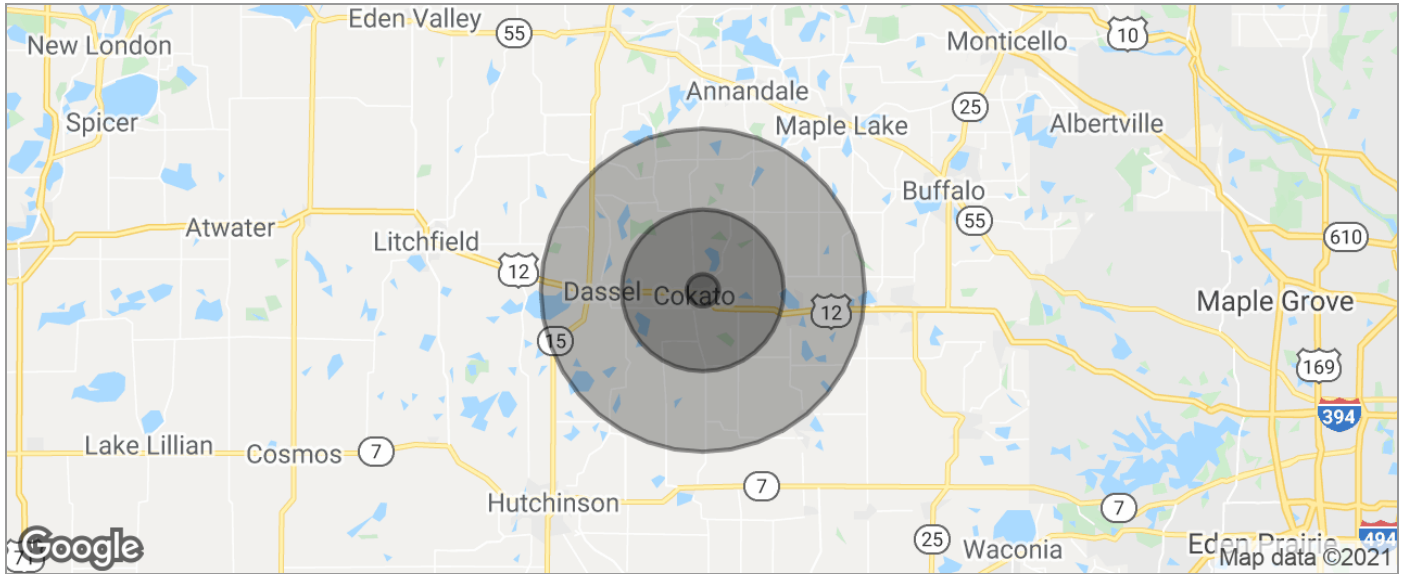 Eden Valley
55
10
New London
Monticello
Annandale
25
Spicer
Maple Lake
Albertville
Buffalo
55
Atwater
Litchfield
610
12
Dassel
Cokato
12
Maple Grove
15
169
394
Lake Lillian
Cosmos
7
7
Hutchinson
7
25
Waconia
Eden Prairie
494
71
Google
Map data ©2021